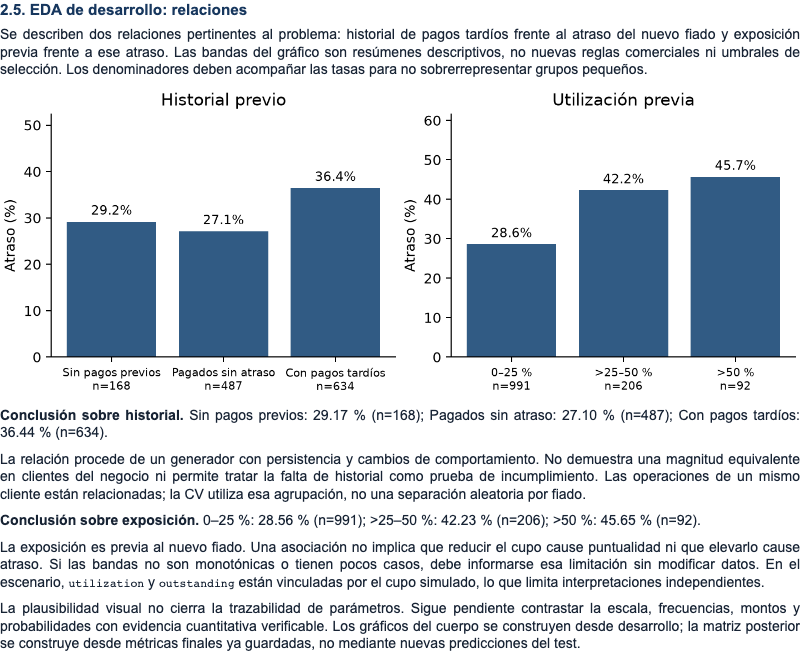 2.5. EDA de desarrollo: relaciones
Se describen dos relaciones pertinentes al problema: historial de pagos tardíos frente al atraso del nuevo fiado y exposición
previa frente a ese atraso. Las bandas del gráfico son resúmenes descriptivos, no nuevas reglas comerciales ni umbrales de
selección. Los denominadores deben acompañar las tasas para no sobrerrepresentar grupos pequeños.
Historial previo
Atraso (%)
50
40
30
20
10
0
29.2%
27.1%
36.4%
Sin pagos previos
n=168
Pagados sin atraso
n=487
Con pagos tardíos
n=634
Utilización previa
Atraso (%)
60
50
40
30
20
10
0
28.6%
42.2%
45.7%
0–25 %
n=991
>25–50 %
n=206
>50 %
n=92
Conclusión sobre historial. Sin pagos previos: 29.17 % (n=168); Pagados sin atraso: 27.10 % (n=487); Con pagos tardíos:
36.44 % (n=634).
La relación procede de un generador con persistencia y cambios de comportamiento. No demuestra una magnitud equivalente
en clientes del negocio ni permite tratar la falta de historial como prueba de incumplimiento. Las operaciones de un mismo
cliente están relacionadas; la CV utiliza esa agrupación, no una separación aleatoria por fiado.
Conclusión sobre exposición. 0–25 %: 28.56 % (n=991); >25–50 %: 42.23 % (n=206); >50 %: 45.65 % (n=92).
La exposición es previa al nuevo fiado. Una asociación no implica que reducir el cupo cause puntualidad ni que elevarlo cause
atraso. Si las bandas no son monotónicas o tienen pocos casos, debe informarse esa limitación sin modificar datos. En el
escenario, utilization y outstanding están vinculadas por el cupo simulado, lo que limita interpretaciones independientes.
La plausibilidad visual no cierra la trazabilidad de parámetros. Sigue pendiente contrastar la escala, frecuencias, montos y
probabilidades con evidencia cuantitativa verificable. Los gráficos del cuerpo se construyen desde desarrollo; la matriz posterior
se construye desde métricas finales ya guardadas, no mediante nuevas predicciones del test.